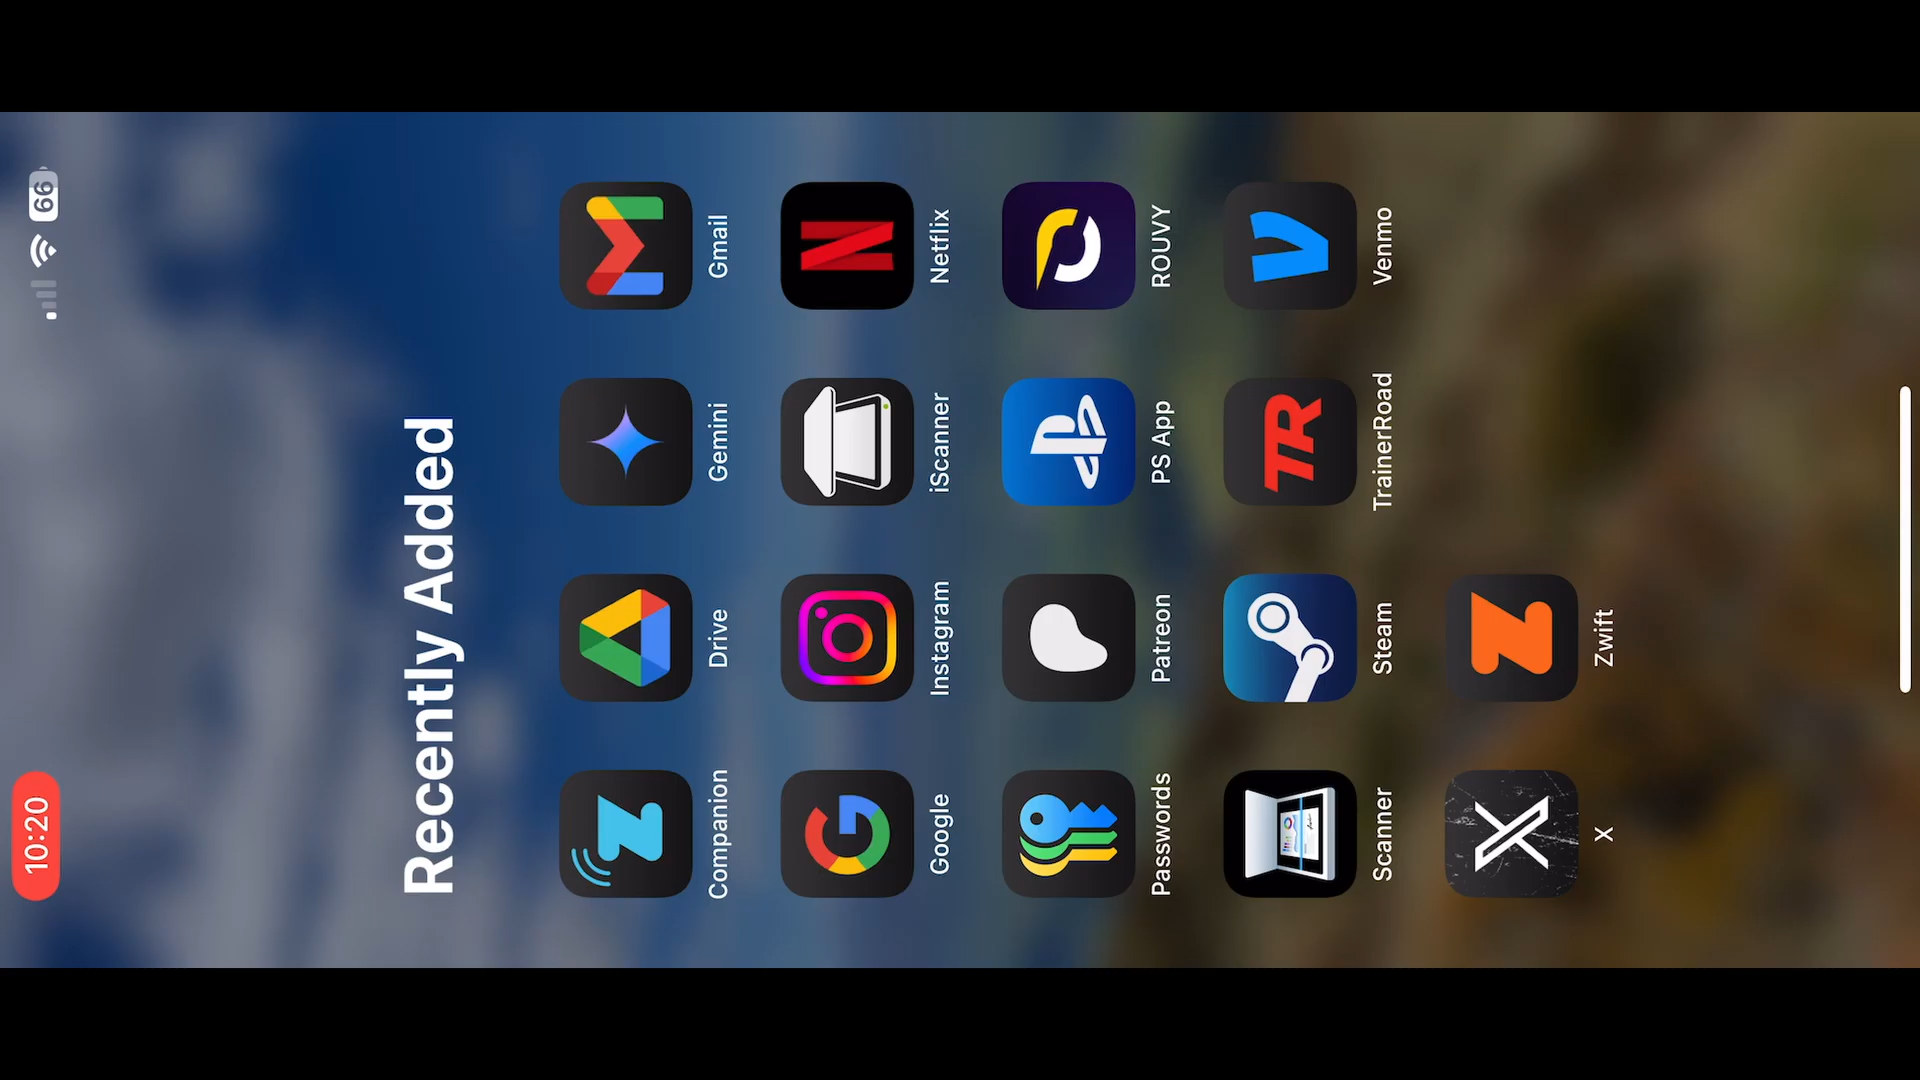 10:20
66
Recently Added
Companion
Drive
Gemini
Gmail
Google
Instagram
iScanner
Netflix
Passwords
Patreon
PS App
ROUVY
Scanner
Steam
TR
TrainerRoad
Venmo
X
Zwift